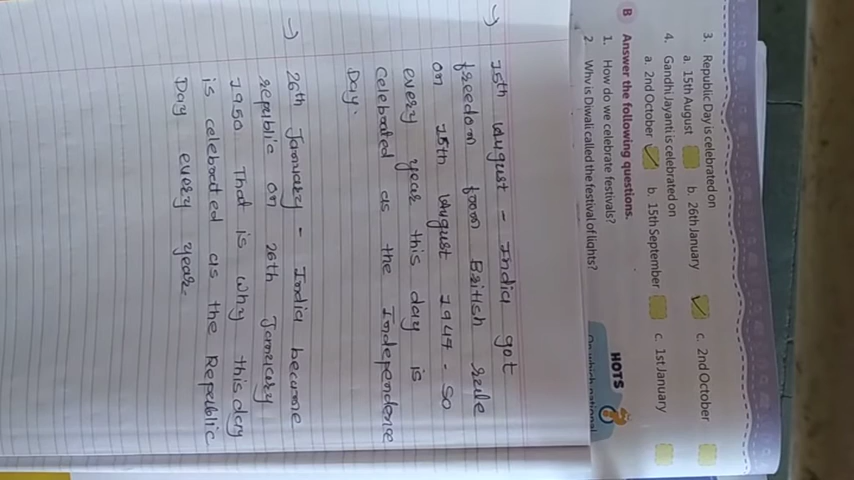 3. Republic Day is celebrated on
a. 15th August b. 26th January c. 2nd October
4. Gandhi Jayanti is celebrated on
a. 2nd October b. 15th September c. 1st January
B Answer the following questions.
1. How do we celebrate festivals?
2 Why is Diwali called the festival of lights?
HOTS
On which national
15th August - India got
freedom from British rule
on 15th August 1944 - so
every year this day is
celebrated as the Independence
Day.
26th January - India became
republic on 26th January
1950. That is why this day
is celebrated as the Republic
Day every year.